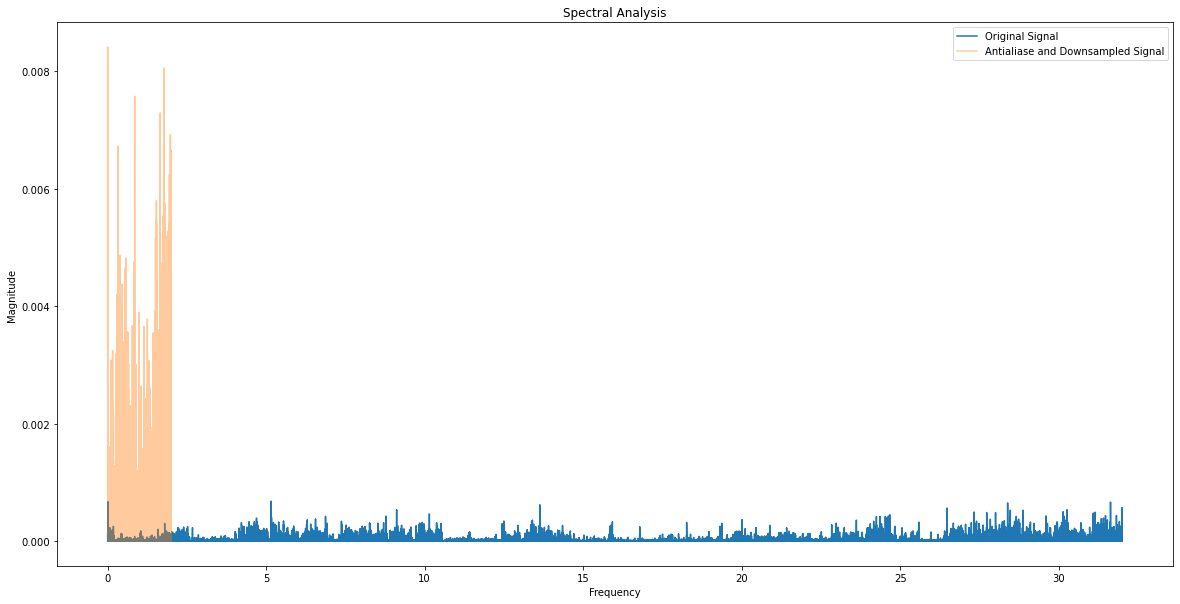 Spectral Analysis
Original Signal
Antialiase and Downsampled Signal
0.008
0.006
0.004
0.002
0.000
Magnitude
0 5 10 15 20 25 30
Frequency